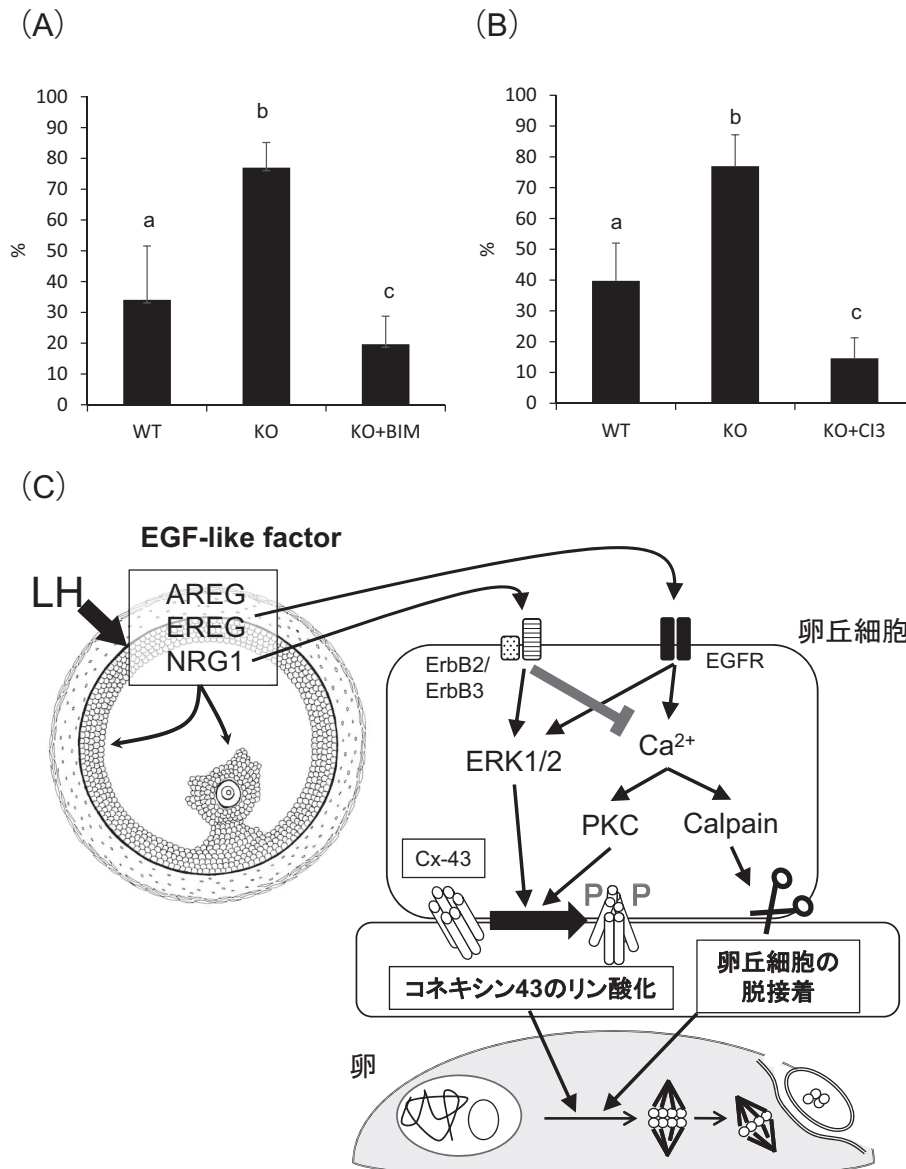 (A)
100
90
80
70
60
50
40
30
20
10
0
%
a
b
c
WT
KO
KO+BIM
(B)
100
90
80
70
60
50
40
30
20
10
0
%
a
b
c
WT
KO
KO+CI3
(C)
EGF-like factor
LH
AREG
EREG
NRG1
卵丘細胞
ErbB2/
ErbB3
EGFR
ERK1/2
Ca²⁺
PKC
Calpain
Cx-43
P P
コネキシン43のリン酸化
卵丘細胞の
脱接着
卵